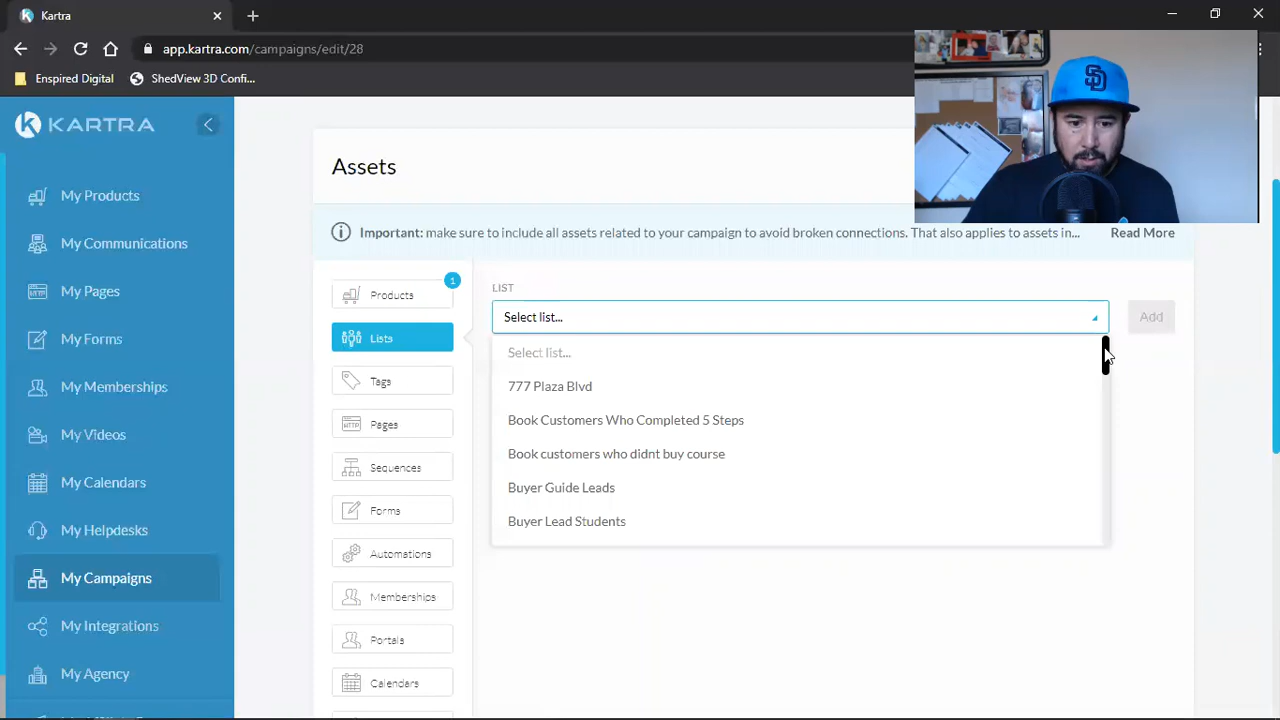 Kartra
app.kartra.com/campaigns/edit/28
Enspired Digital
ShedView 3D Confi...
KARTRA
My Products
My Communications
My Pages
My Forms
My Memberships
My Videos
My Calendars
My Helpdesks
My Campaigns
My Integrations
My Agency
Assets
Important: make sure to include all assets related to your campaign to avoid broken connections. That also applies to assets in...
Read More
Products
1
Lists
Tags
Pages
Sequences
Forms
Automations
Memberships
Portals
Calendars
LIST
Select list...
Add
Select list...
777 Plaza Blvd
Book Customers Who Completed 5 Steps
Book customers who didnt buy course
Buyer Guide Leads
Buyer Lead Students
SD